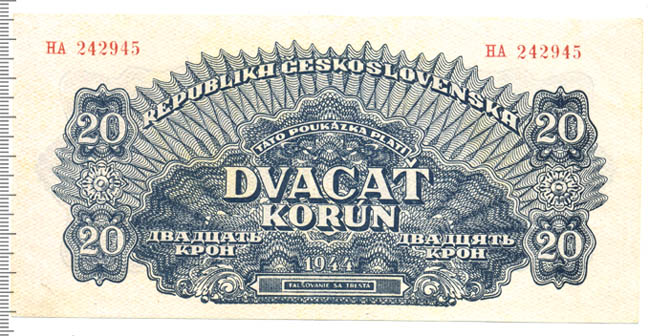 НА 242945
НА 242945
REPUBLIKA ČESKOSLOVENSKÁ
20
20
TÁTO POUKÁZKA PLATÍ
DVACAŤ
KORÚN
ДВАДЦАТЬ
КРОН
ДВАДЦЯТЬ
КРОН
20
20
1944
FALŠOVANIE SA TRESTÁ